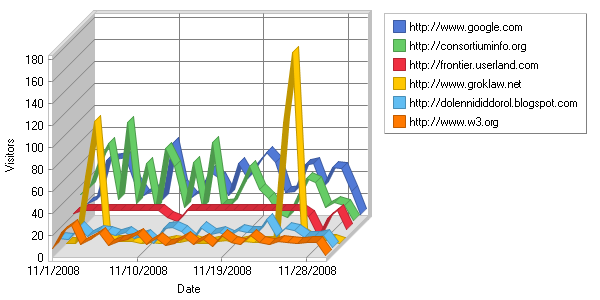 http://www.google.com
http://consortiuminfo.org
http://frontier.userland.com
http://www.groklaw.net
http://dolennididdorol.blogspot.com
http://www.w3.org
Visitors
180
160
140
120
100
80
60
40
20
0
11/1/2008 11/10/2008 11/19/2008 11/28/2008
Date